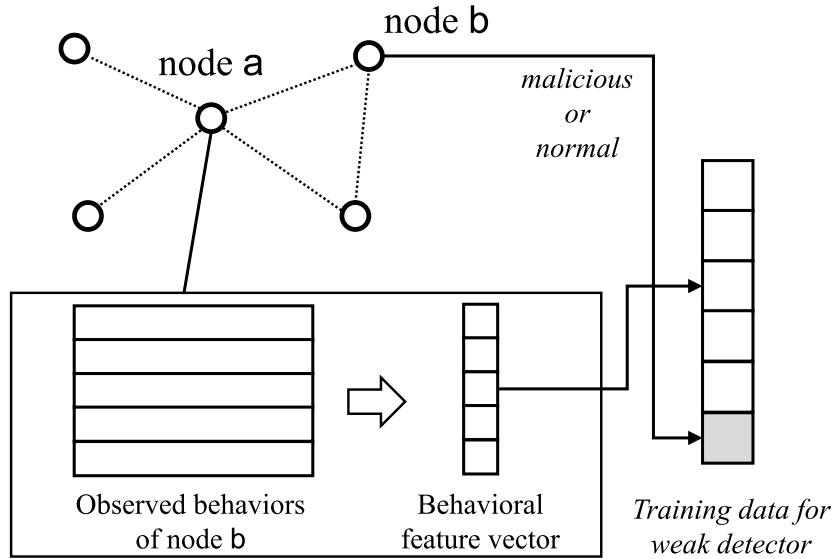 node b
node a
malicious
or
normal
Observed behaviors
of node b
Behavioral
feature vector
Training data for
weak detector